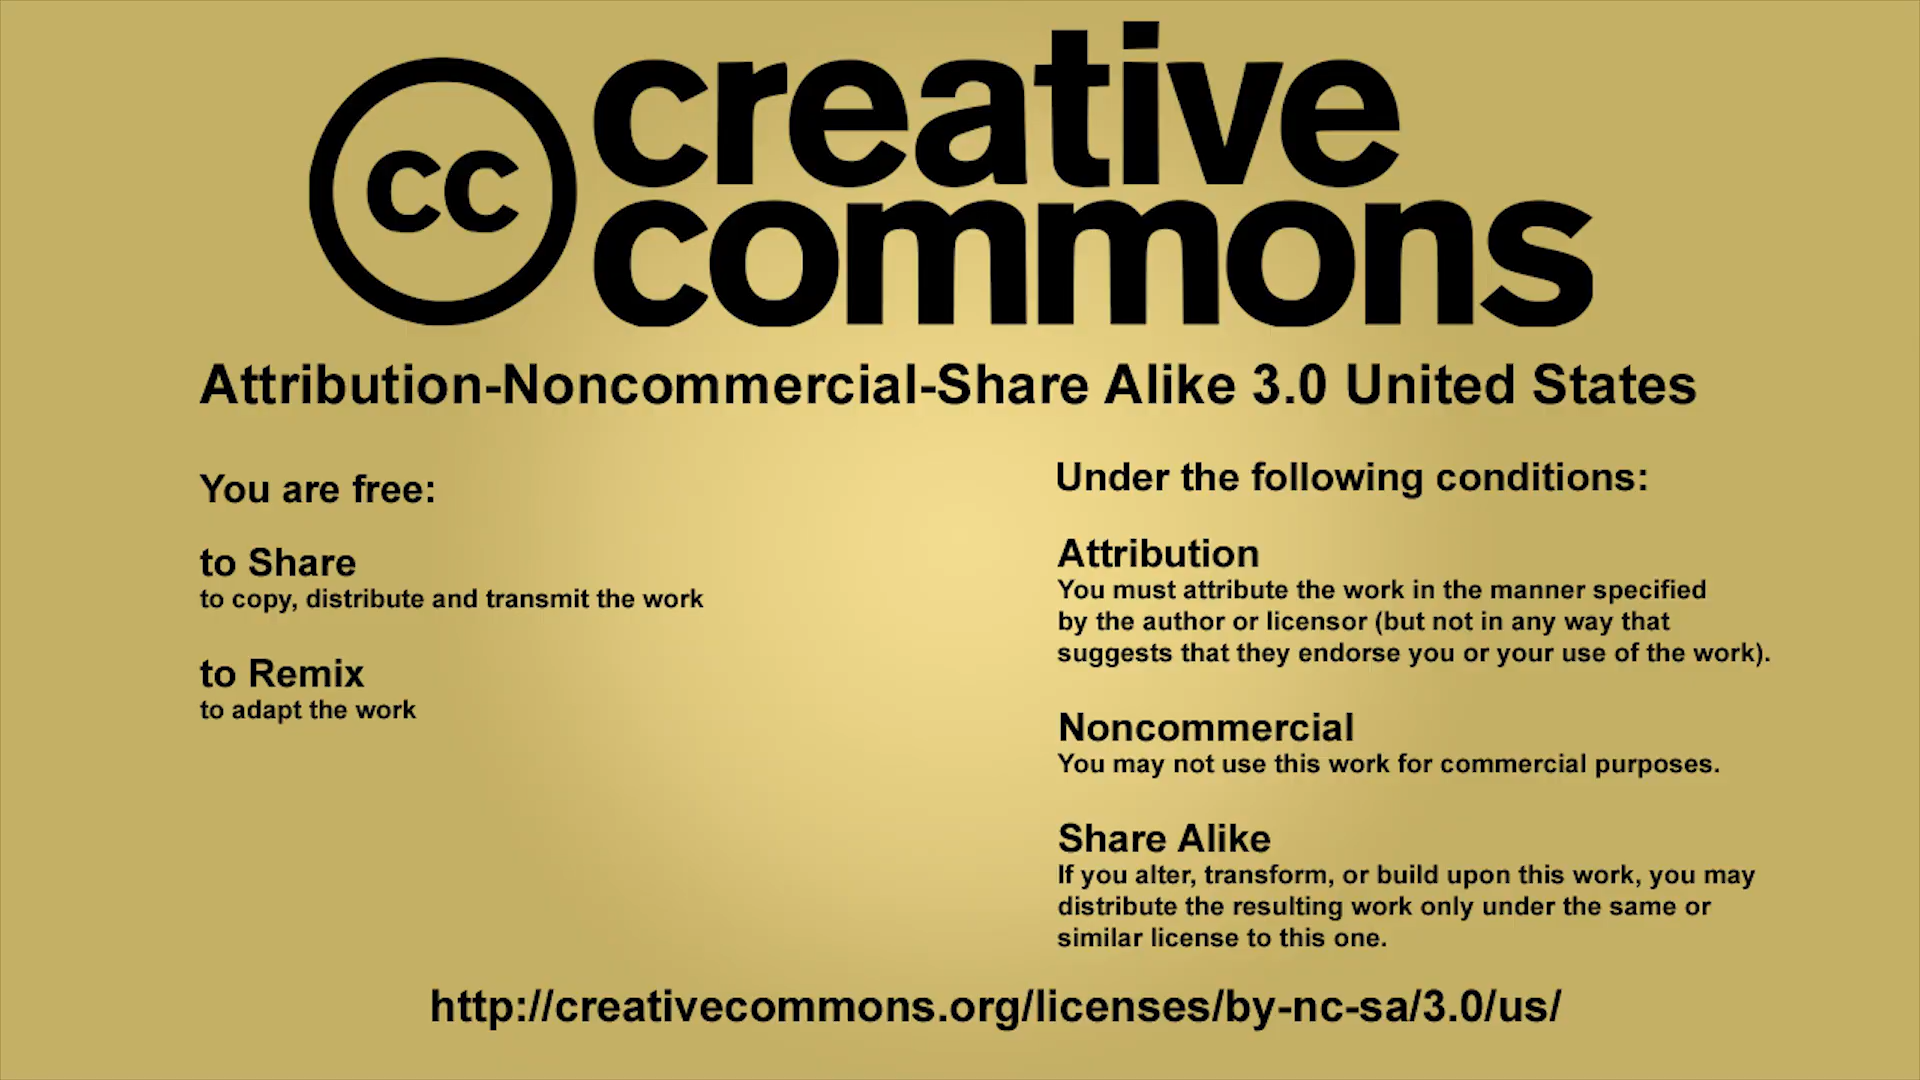 cc
creative
commons
Attribution-Noncommercial-Share Alike 3.0 United States
You are free:
to Share
to copy, distribute and transmit the work
to Remix
to adapt the work
Under the following conditions:
Attribution
You must attribute the work in the manner specified
by the author or licensor (but not in any way that
suggests that they endorse you or your use of the work).
Noncommercial
You may not use this work for commercial purposes.
Share Alike
If you alter, transform, or build upon this work, you may
distribute the resulting work only under the same or
similar license to this one.
http://creativecommons.org/licenses/by-nc-sa/3.0/us/